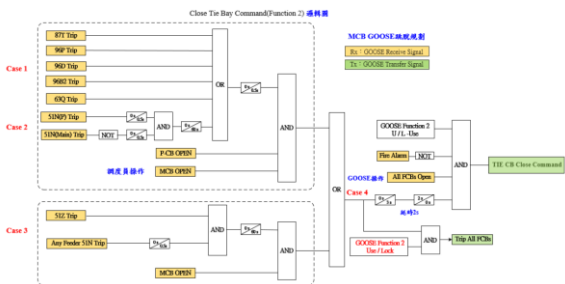 Close Tie Bay Command(Function 2) 邏輯圖
MCB GOOSE跳脫規劃
Rx:GOOSE Receive Signal
Tx:GOOSE Transfer Signal
Case 1
87T Trip
96P Trip
96D Trip
96B12 Trip
63Q Trip
OR
Case 2
51N(P) Trip
51N(Main) Trip
NOT
AND
AND
調度員操作
P-CB OPEN
MCB OPEN
OR
GOOSE Function 2
U / L -Use
Fire Alarm
NOT
All FCBs Open
AND
TIE CB Close Command
GOOSE操作
Case 4
延時2s
GOOSE Function 2
Use / Lock
AND
Trip All FCBs
Case 3
51Z Trip
Any Feeder 51N Trip
AND
MCB OPEN
AND